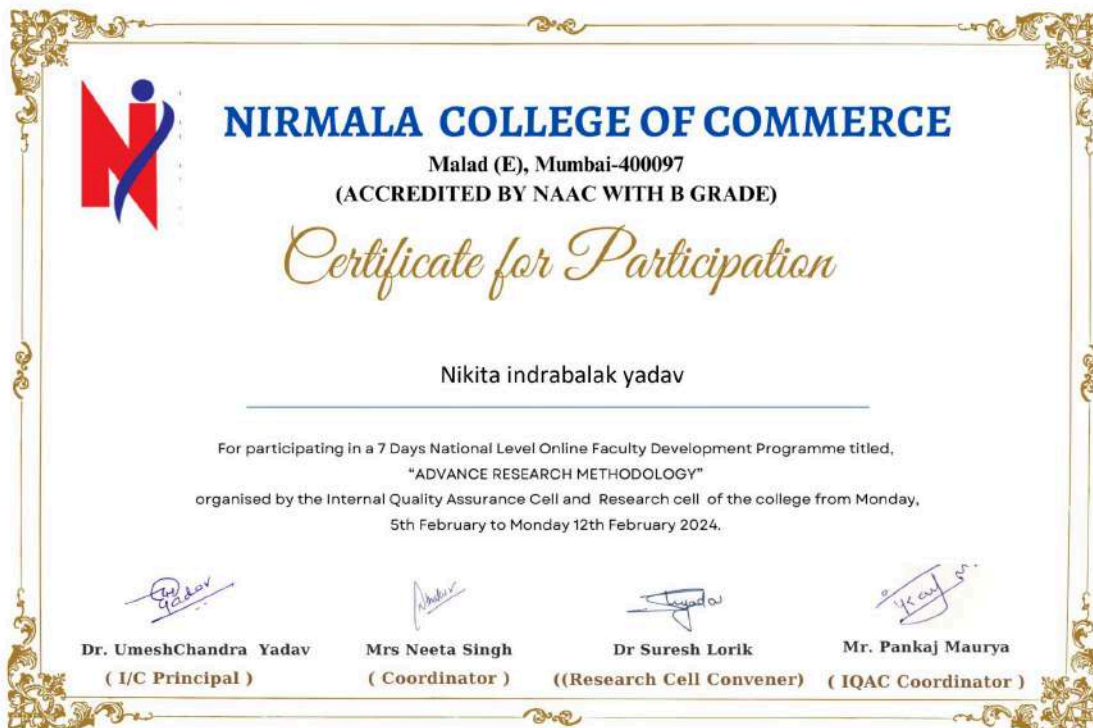 NIRMALA COLLEGE OF COMMERCE
Malad (E), Mumbai-400097
(ACCREDITED BY NAAC WITH B GRADE)
Certificate for Participation
Nikita indrabalak yadav
For participating in a 7 Days National Level Online Faculty Development Programme titled,
“ADVANCE RESEARCH METHODOLOGY”
organised by the Internal Quality Assurance Cell and Research cell of the college from Monday,
5th February to Monday 12th February 2024.
Dr. UmeshChandra Yadav Mrs Neeta Singh Dr Suresh Lorik Mr. Pankaj Maurya
( I/C Principal ) ( Coordinator ) ((Research Cell Convener) ( IQAC Coordinator )